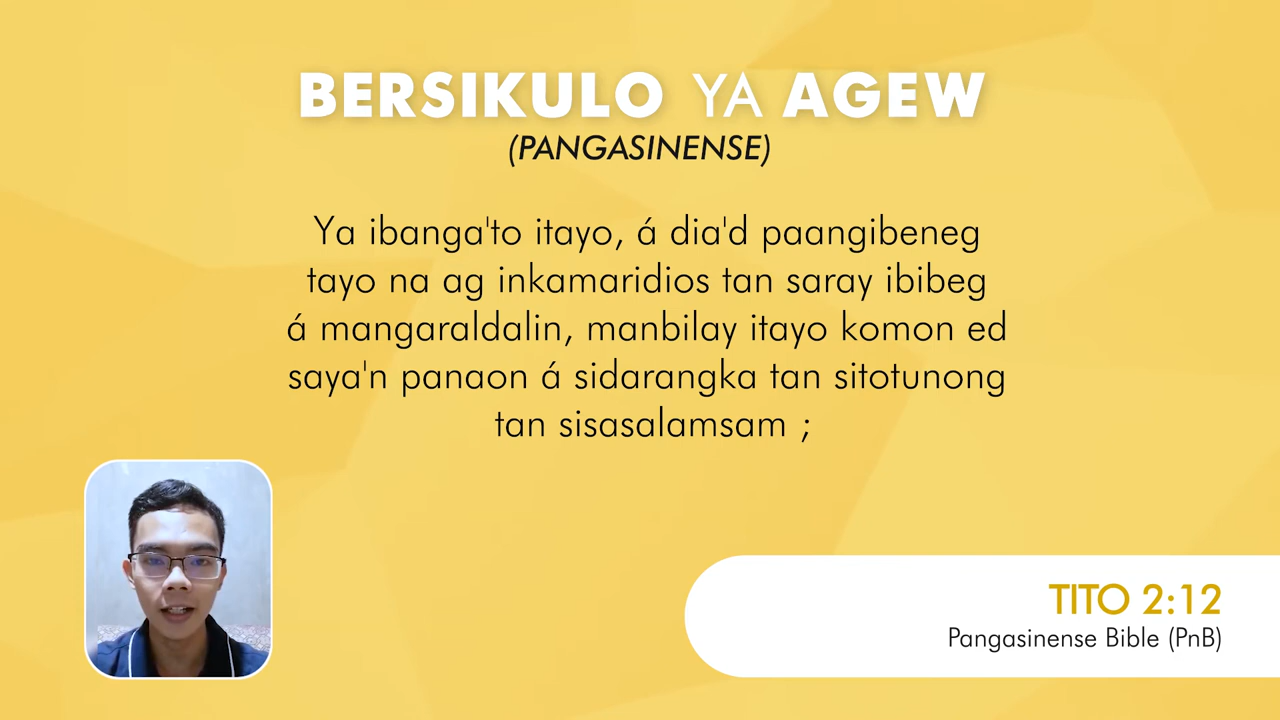 BERSIKULO YA AGEW
(PANGASINENSE)
Ya ibanga'to itayo, á dia'd paangibeneg
tayo na ag inkamaridios tan saray ibibeg
á mangaraldalin, manbilay itayo komon ed
saya'n panaon á sidarangka tan sitotunong
tan sisasalamsam ;
TITO 2:12
Pangasinense Bible (PnB)